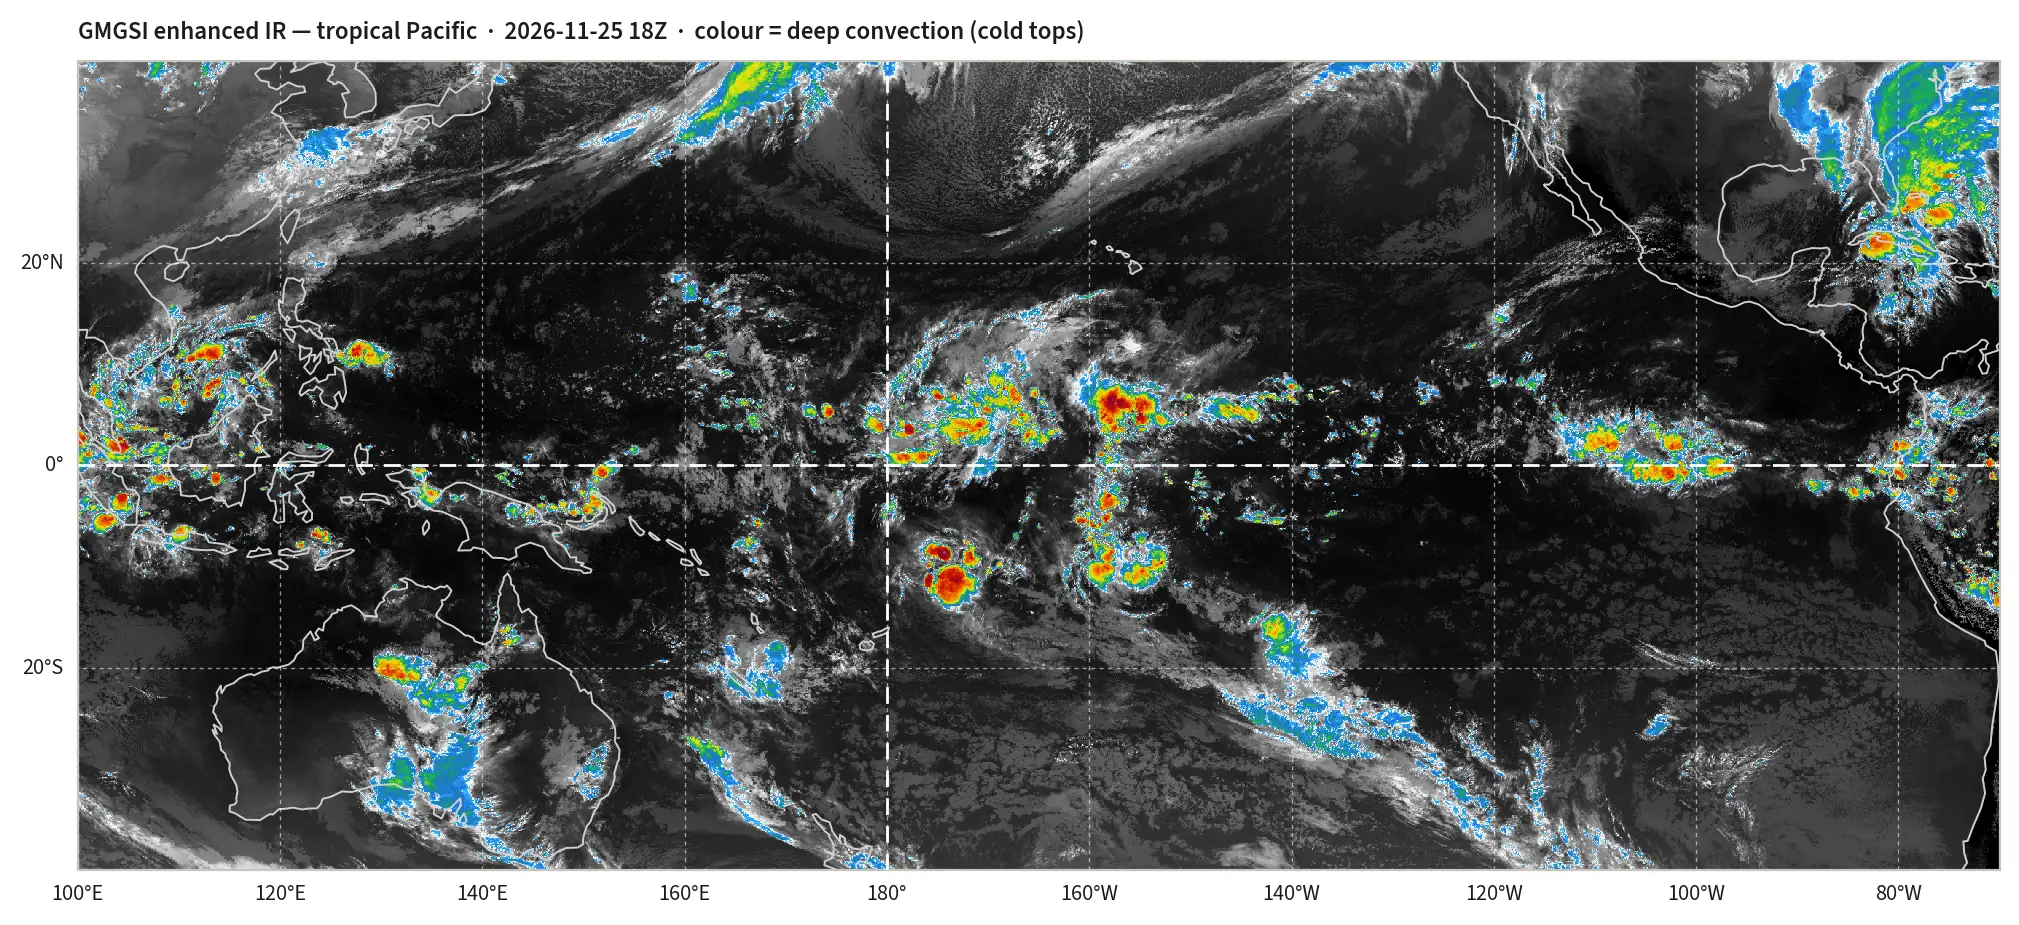 GMGSI enhanced IR — tropical Pacific · 2026-11-25 18Z · colour = deep convection (cold tops)
20°N
0°
20°S
100°E 120°E 140°E 160°E 180° 160°W 140°W 120°W 100°W 80°W